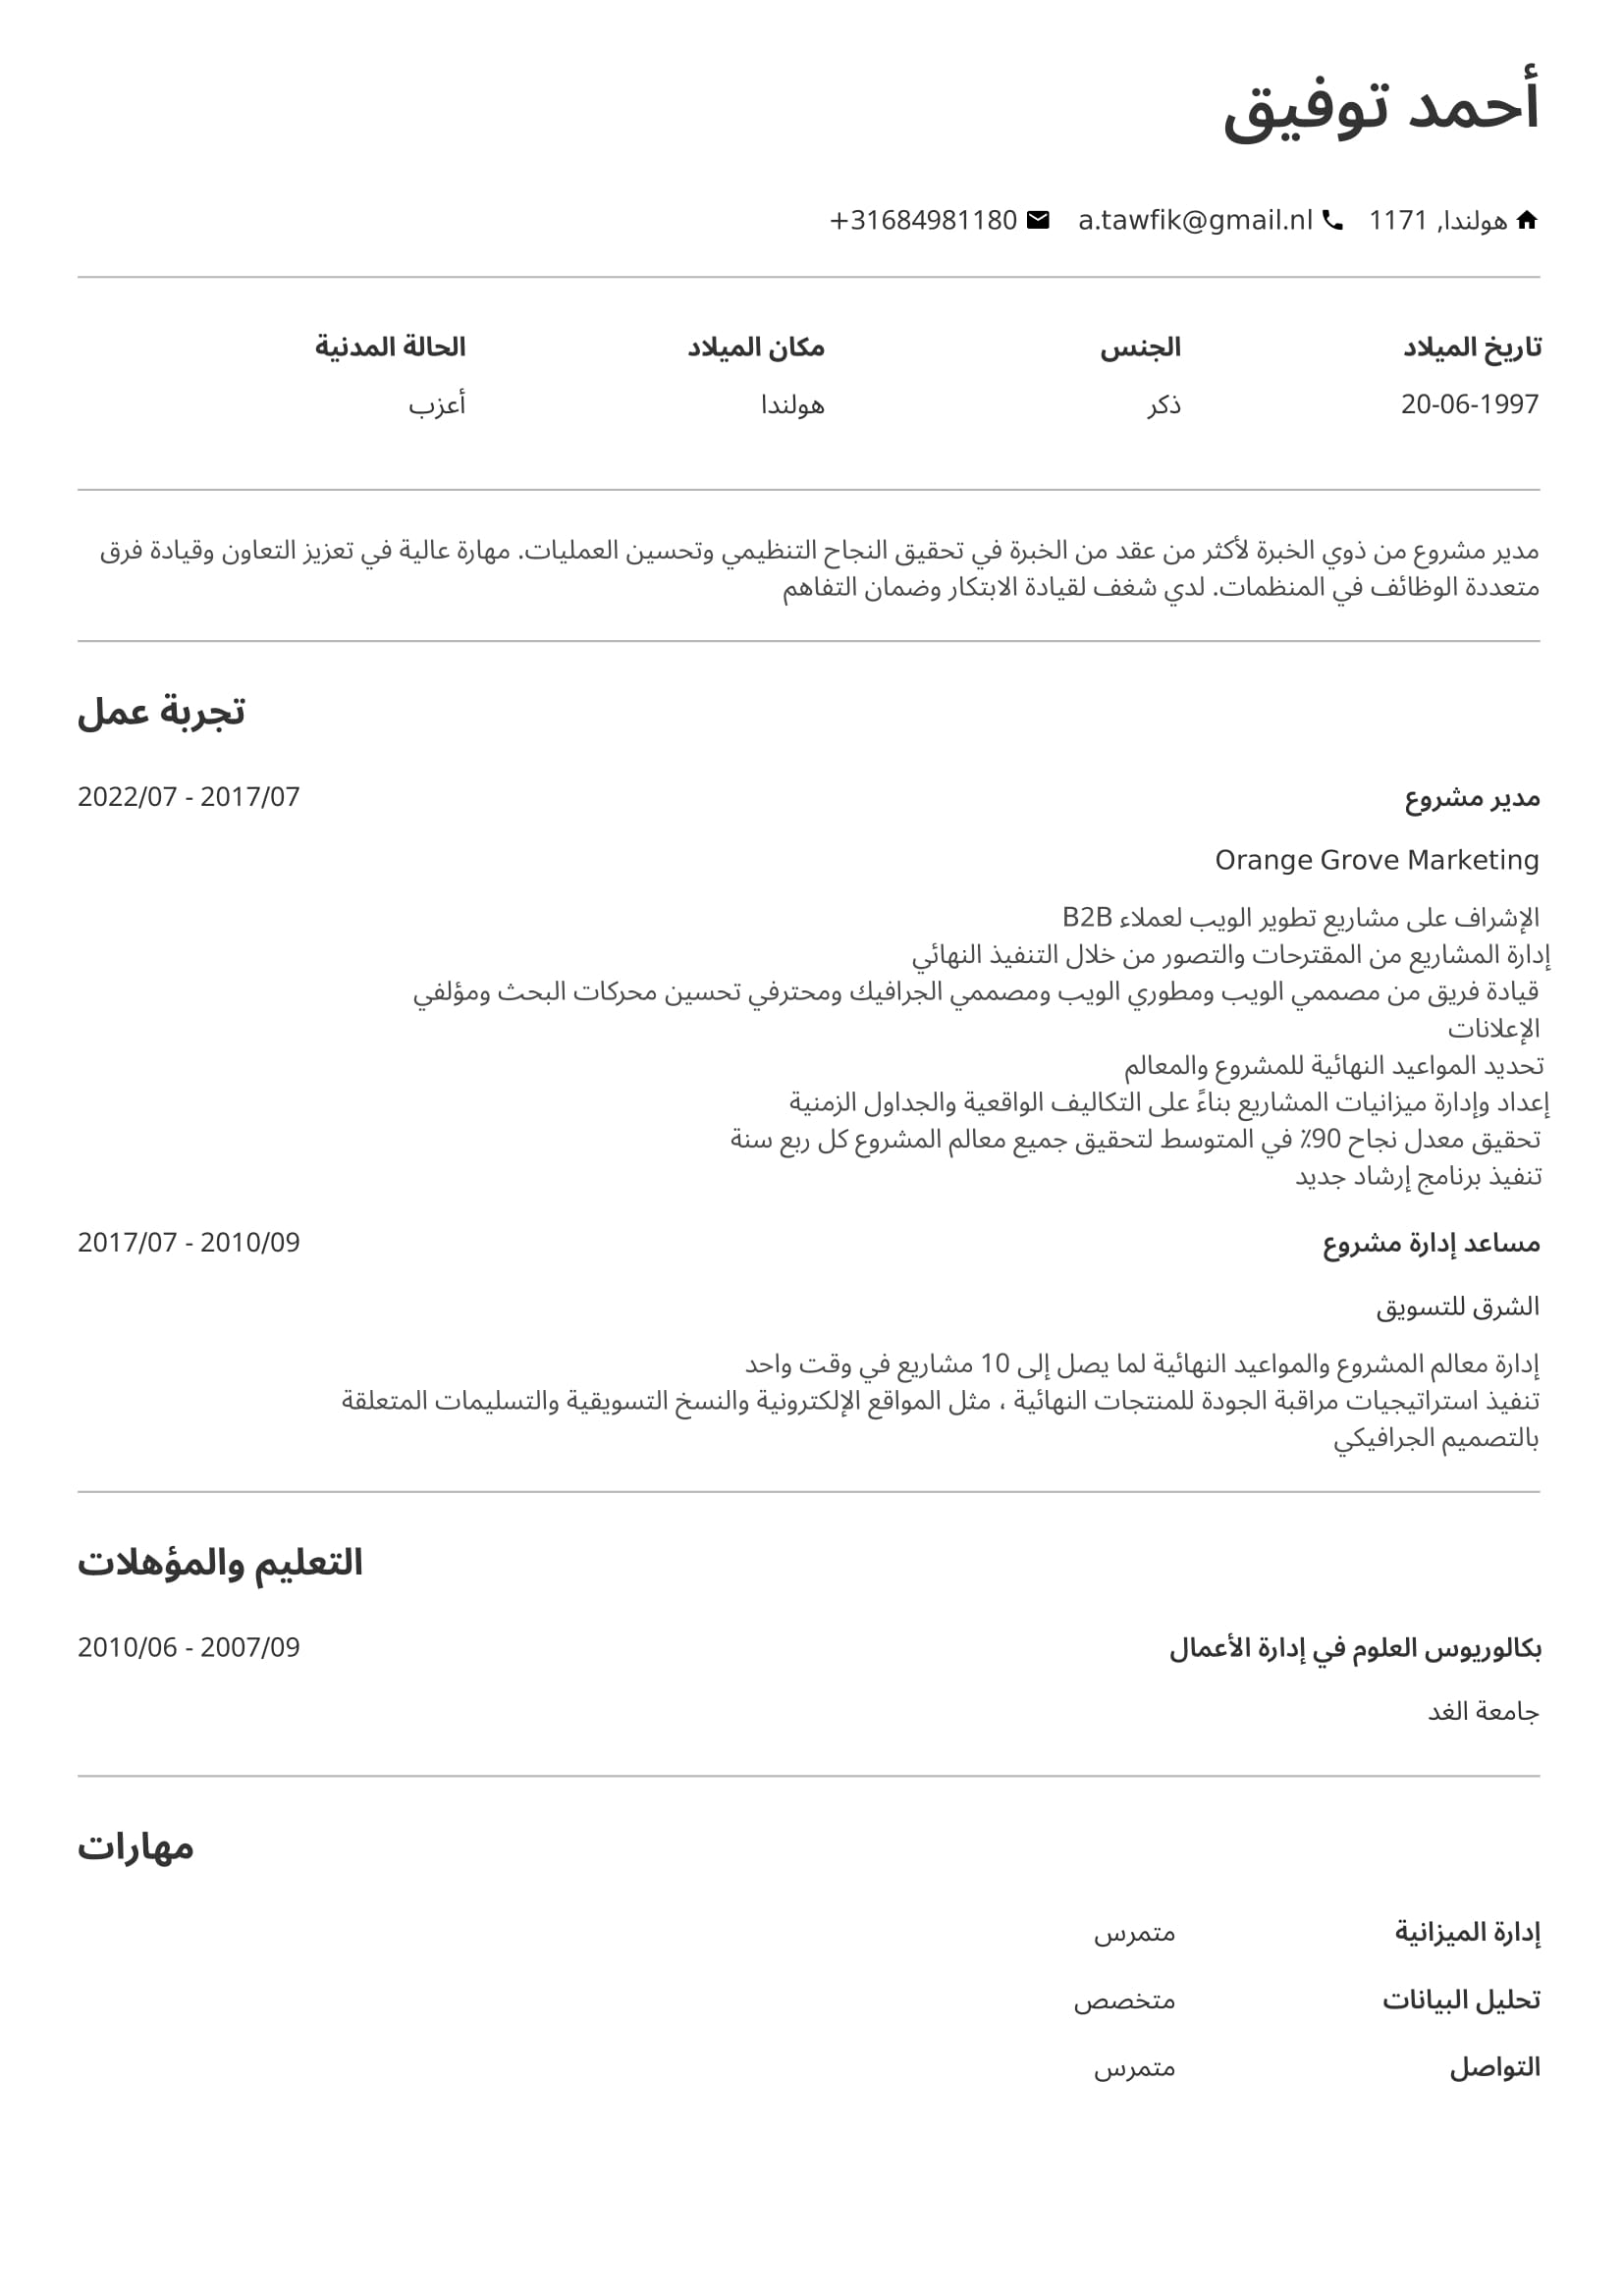 أحمد توفيق
هولندا, 1171 a.tawfik@gmail.nl +31684981180
تاريخ الميلاد الجنس مكان الميلاد الحالة المدنية
20-06-1997 ذكر هولندا أعزب
مدير مشروع من ذوي الخبرة لأكثر من عقد من الخبرة في تحقيق النجاح التنظيمي وتحسين العمليات. مهارة عالية في تعزيز التعاون وقيادة فرق
متعددة الوظائف في المنظمات. لدي شغف لقيادة الابتكار وضمان التفاهم
تجربة عمل
مدير مشروع 2017/07 - 2022/07
Orange Grove Marketing
الإشراف على مشاريع تطوير الويب لعملاء B2B
إدارة المشاريع من المقترحات والتصور من خلال التنفيذ النهائي
قيادة فريق من مصممي الويب ومطوري الويب ومصممي الجرافيك ومحترفي تحسين محركات البحث ومؤلفي
الإعلانات
تحديد المواعيد النهائية للمشروع والمعالم
إعداد وإدارة ميزانيات المشاريع بناءً على التكاليف الواقعية والجداول الزمنية
تحقيق معدل نجاح 90٪ في المتوسط لتحقيق جميع معالم المشروع كل ربع سنة
تنفيذ برنامج إرشاد جديد
مساعد إدارة مشروع 2010/09 - 2017/07
الشرق للتسويق
إدارة معالم المشروع والمواعيد النهائية لما يصل إلى 10 مشاريع في وقت واحد
تنفيذ استراتيجيات مراقبة الجودة للمنتجات النهائية ، مثل المواقع الإلكترونية والنسخ التسويقية والتسليمات المتعلقة
بالتصميم الجرافيكي
التعليم والمؤهلات
بكالوريوس العلوم في إدارة الأعمال 2007/09 - 2010/06
جامعة الغد
مهارات
إدارة الميزانية متمرس
تحليل البيانات متخصص
التواصل متمرس